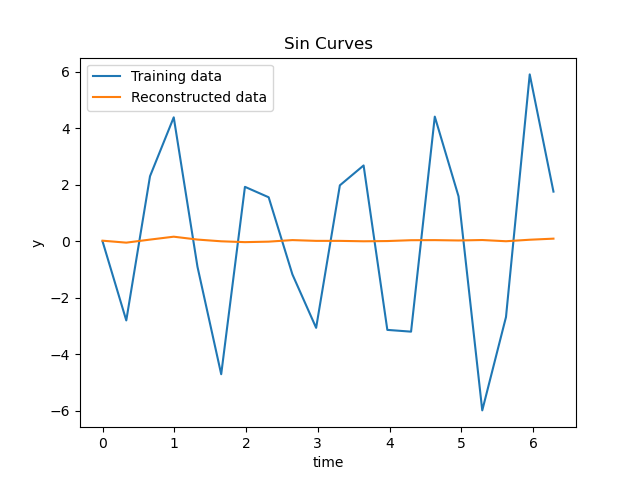 Sin Curves
Training data
Reconstructed data
6
4
2
0
−2
−4
−6
y
0 1 2 3 4 5 6
time